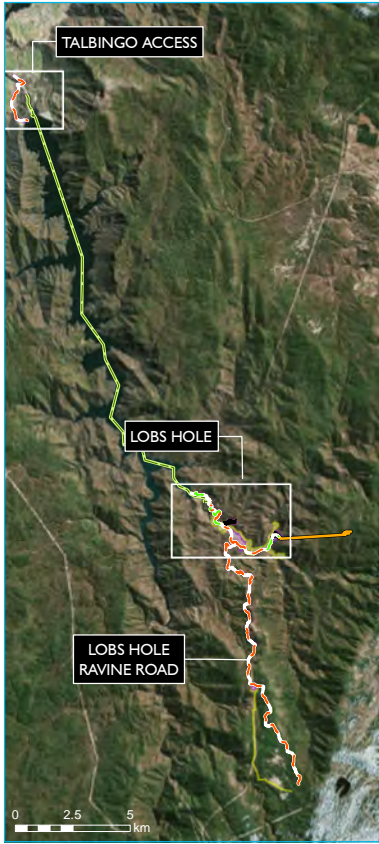 TALBINGO ACCESS
LOBS HOLE
LOBS HOLE
RAVINE ROAD
0 2.5 5
km